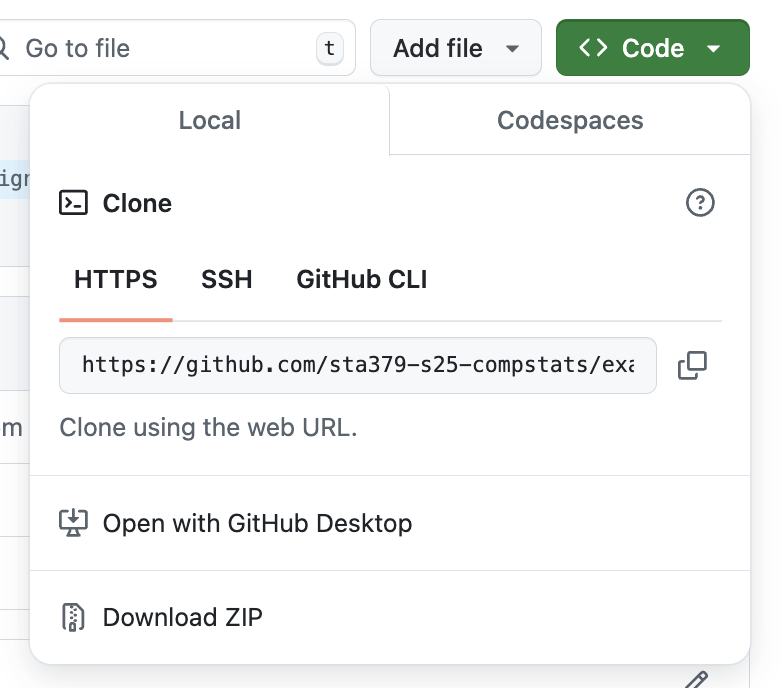 Go to file t Add file Code
Local Codespaces
ign
Clone
HTTPS SSH GitHub CLI
https://github.com/sta379-s25-compstats/exa
m Clone using the web URL.
Open with GitHub Desktop
Download ZIP